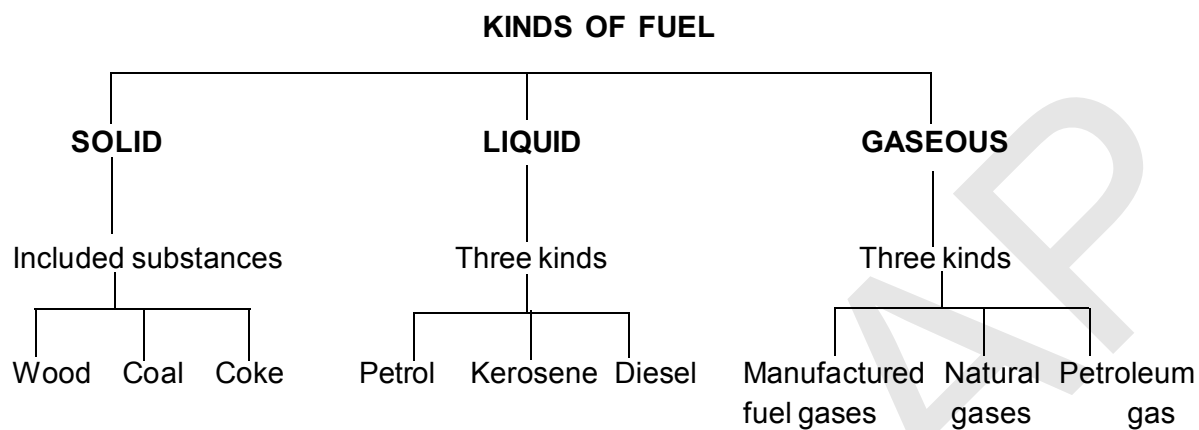 KINDS OF FUEL
SOLID LIQUID GASEOUS
Included substances Three kinds Three kinds
Wood Coal Coke Petrol Kerosene Diesel Manufactured Natural Petroleum
fuel gases gases gas
AP